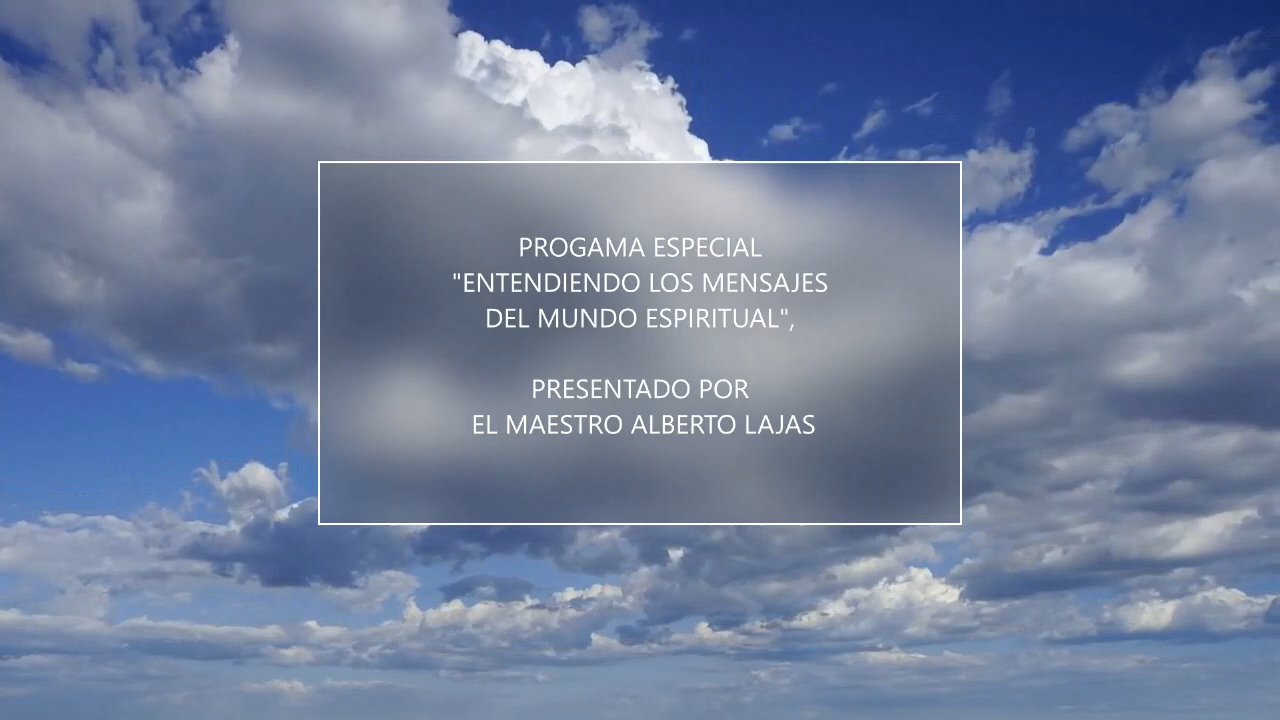 PROGAMA ESPECIAL
"ENTENDIENDO LOS MENSAJES
DEL MUNDO ESPIRITUAL",
PRESENTADO POR
EL MAESTRO ALBERTO LAJAS